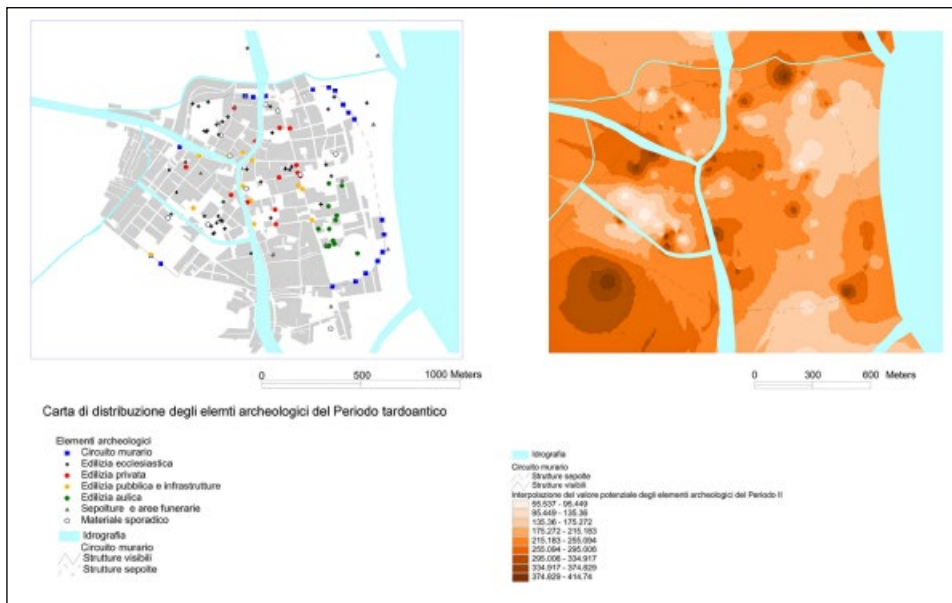 0 500 1000 Meters
0 300 600 Meters
Carta di distribuzione degli elemti archeologici del Periodo tardoantico
Elementi archeologici
Circuito murario
Edilizia ecclesiastica
Edilizia privata
Edilizia pubblica e infrastrutture
Edilizia aulica
Sepolture e aree funerarie
Materiale sporadico
Idrografia
Circuito murario
Strutture visibili
Strutture sepolte
Idrografia
Circuito murario
Strutture sepolte
Strutture visibili
Interpolazione del valore potenziale degli elementi archeologici del Periodo II
55.537 - 95.449
95.449 - 135.36
135.36 - 175.272
175.272 - 215.183
215.183 - 255.094
255.094 - 295.006
295.006 - 334.917
334.917 - 374.829
374.829 - 414.74